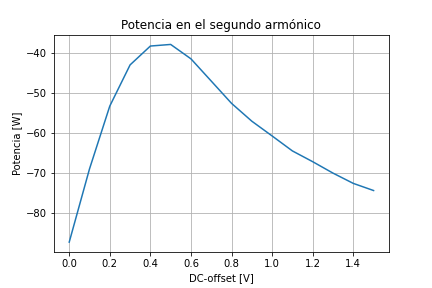 Potencia en el segundo armónico
Potencia [W]
−40
−50
−60
−70
−80
0.0 0.2 0.4 0.6 0.8 1.0 1.2 1.4
DC-offset [V]